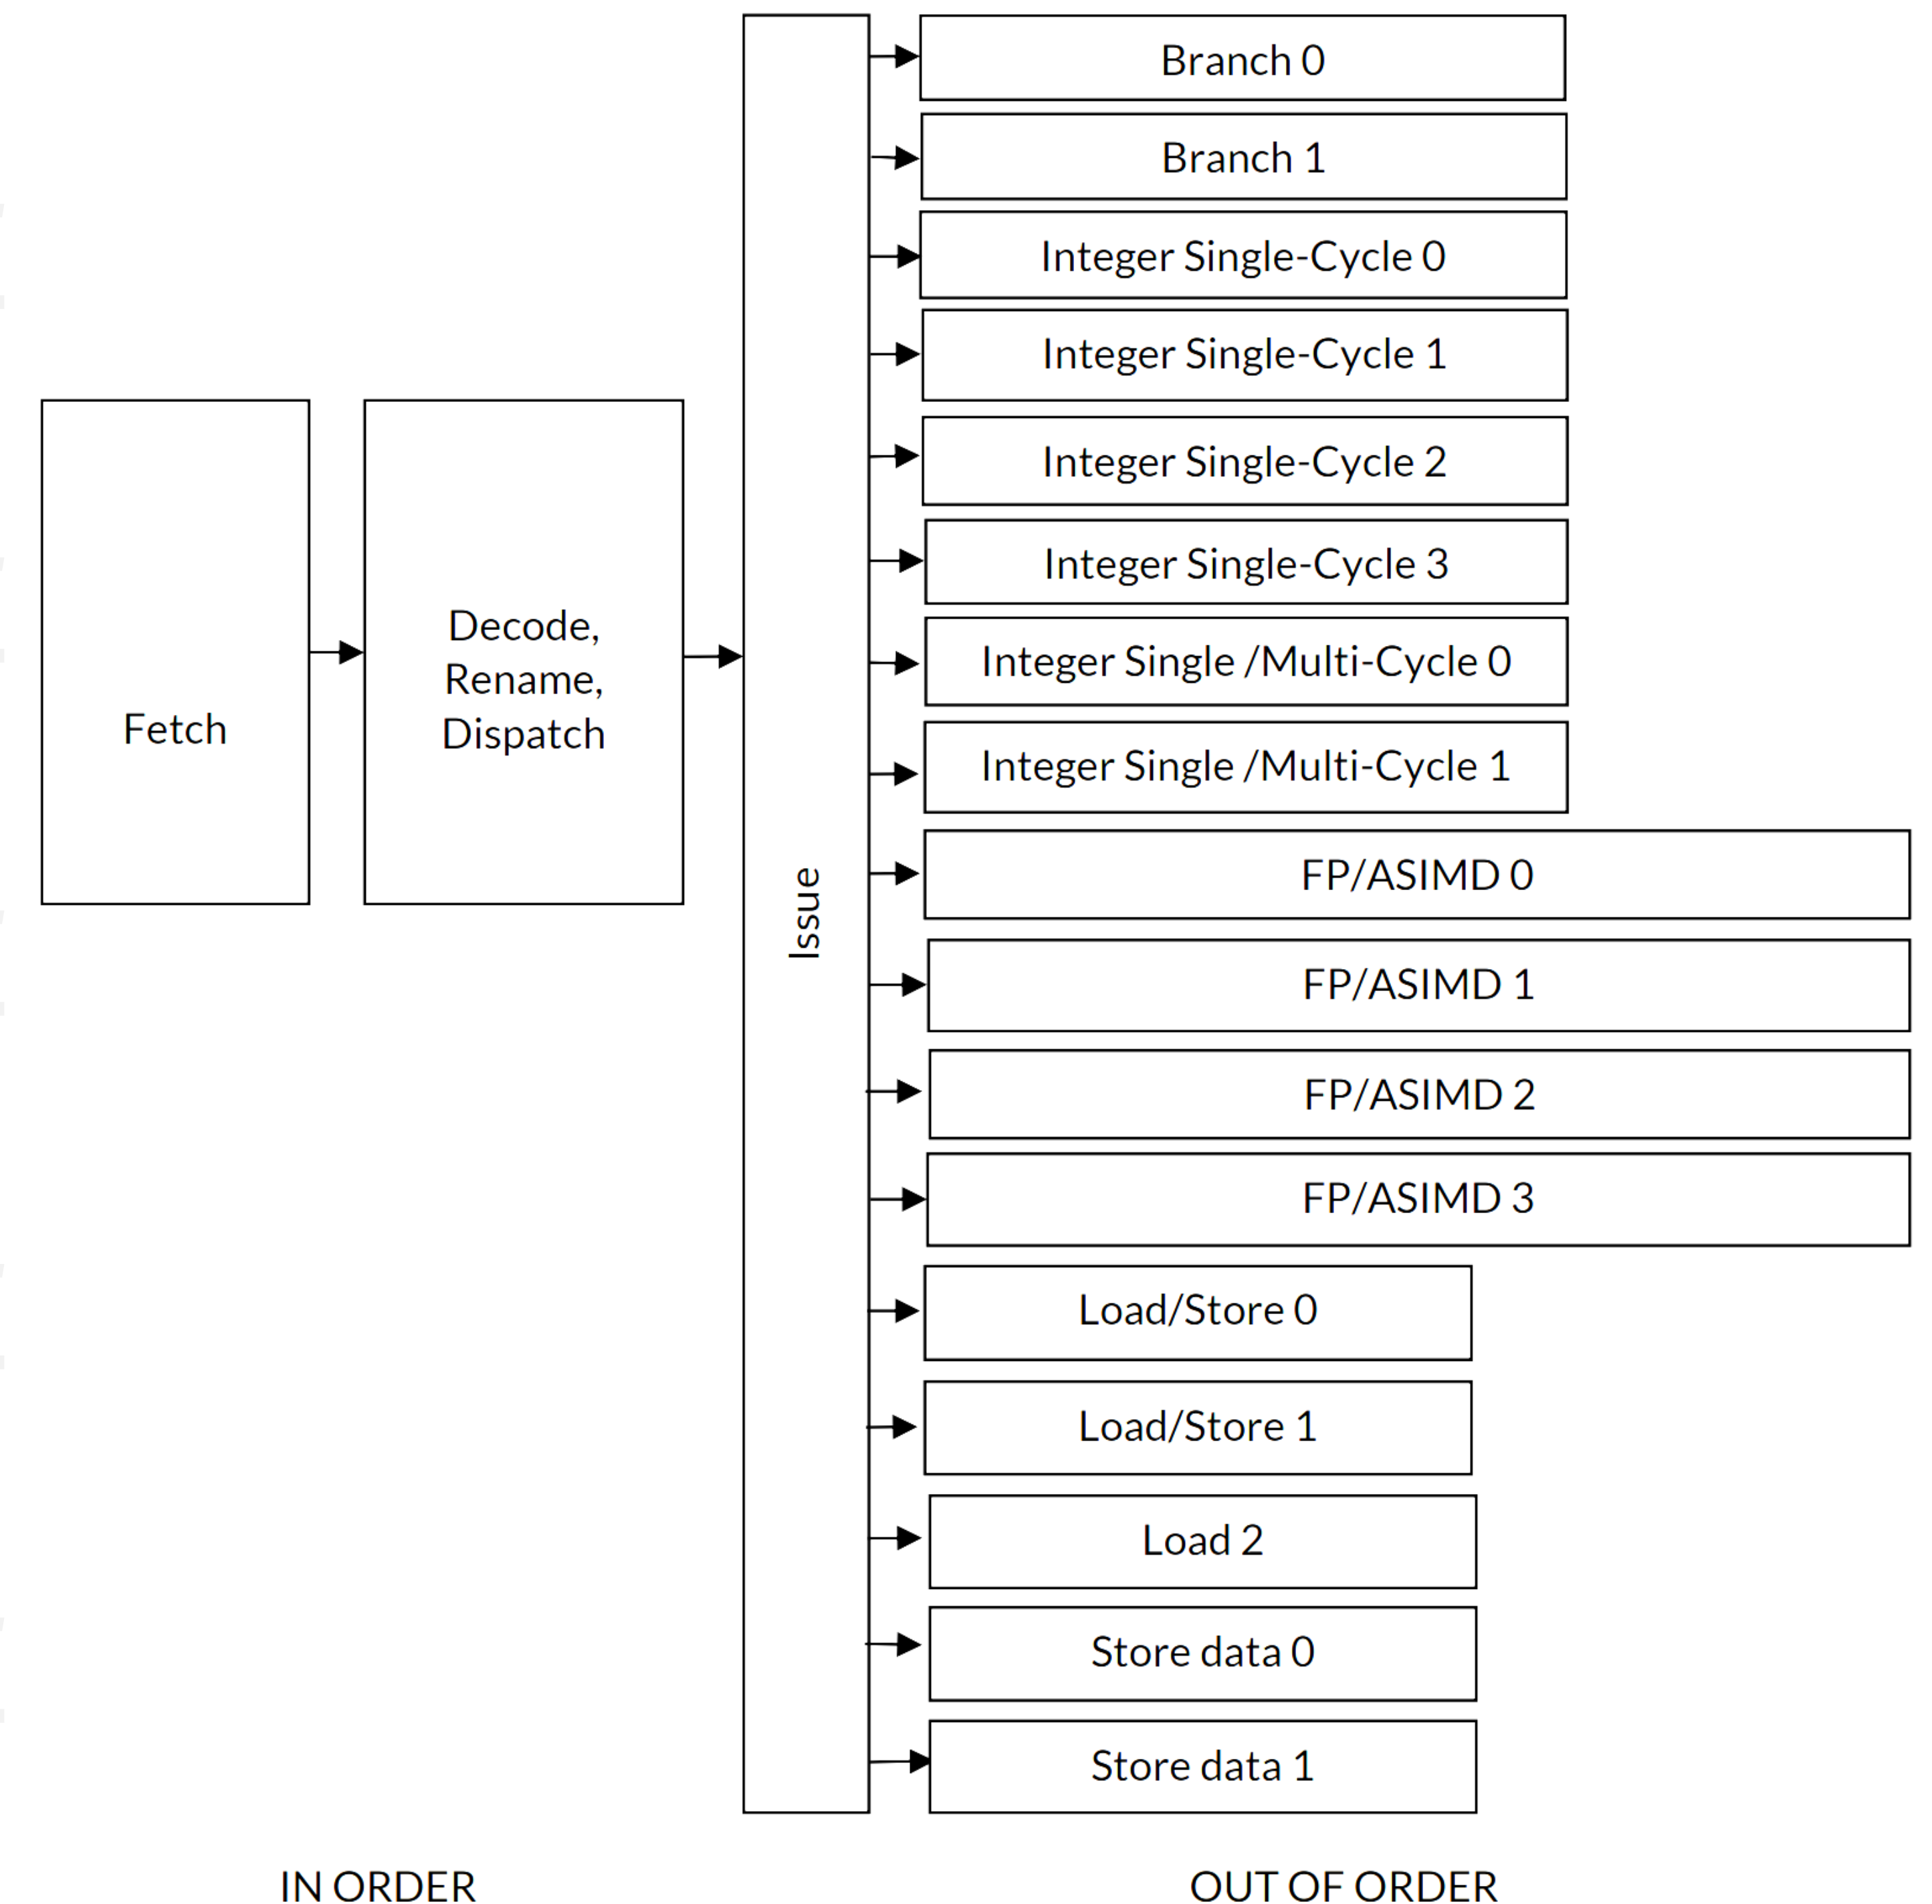 Fetch
Decode,
Rename,
Dispatch
Issue
Branch 0
Branch 1
Integer Single-Cycle 0
Integer Single-Cycle 1
Integer Single-Cycle 2
Integer Single-Cycle 3
Integer Single /Multi-Cycle 0
Integer Single /Multi-Cycle 1
FP/ASIMD 0
FP/ASIMD 1
FP/ASIMD 2
FP/ASIMD 3
Load/Store 0
Load/Store 1
Load 2
Store data 0
Store data 1
IN ORDER
OUT OF ORDER